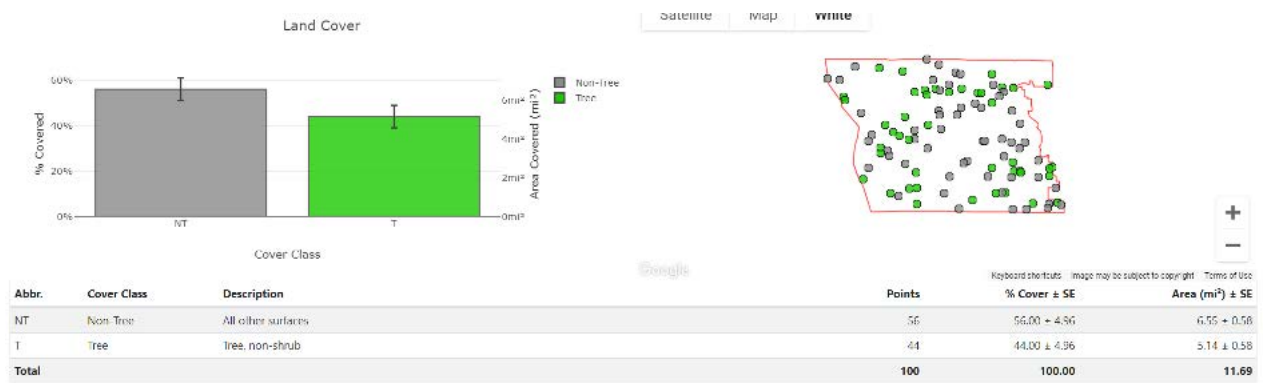 Land Cover
Satellite Map White
60%
40%
20%
0%
% Covered
6mi²
4mi²
2mi²
0mi²
Area Covered (mi²)
NT T
Cover Class
Non-Tree
Tree
Google
Keyboard shortcuts Image may be subject to copyright Terms of Use
Abbr. Cover Class Description Points % Cover ± SE Area (mi²) ± SE
NT Non-Tree All other surfaces 56 56.00 ± 4.96 6.55 ± 0.58
T Tree Tree, non-shrub 44 44.00 ± 4.96 5.14 ± 0.58
Total 100 100.00 11.69